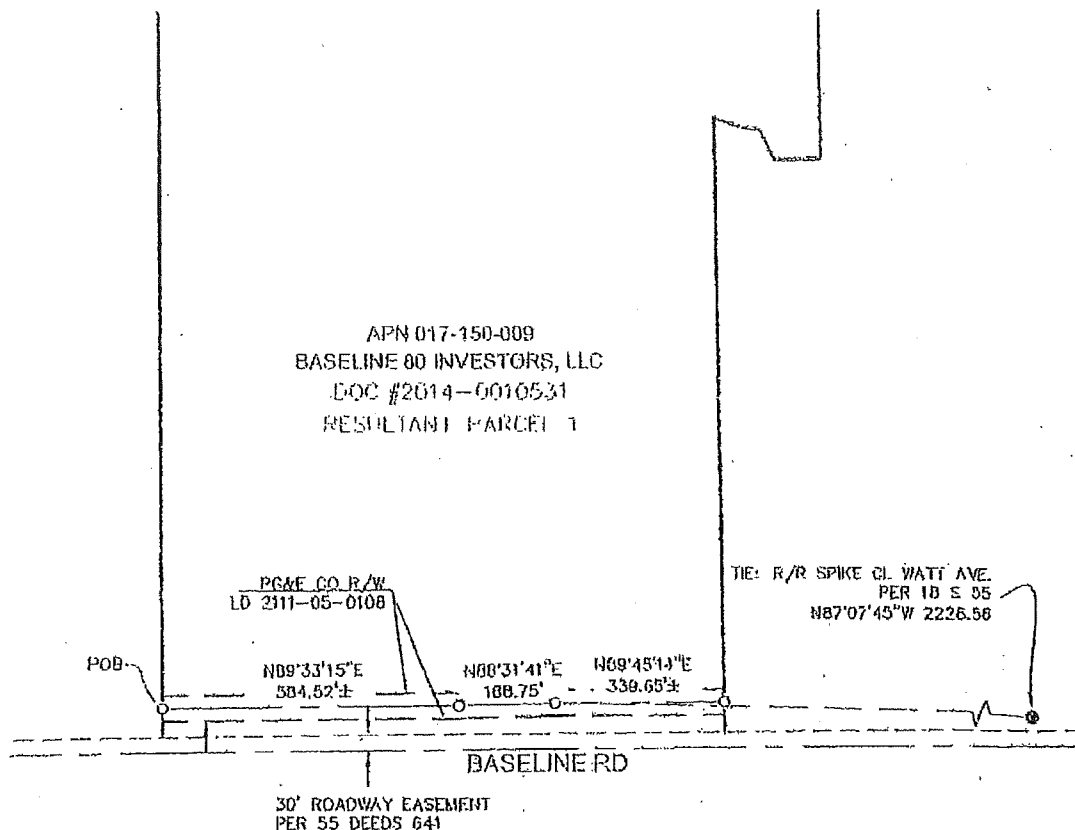 APN 017-150-009
BASELINE 80 INVESTORS, LLC
DOC #2014-0010531
RESULTANT PARCEL 1
PG&E CO R/W
LD 2111-05-0108
TIE: R/R SPIKE CL WATT AVE.
PER 18 S 55
N87°07'45"W 2226.56
POB
N89°33'15"E
584.52'±
N88°31'41"E
188.75'
N89°45'14"E
339.65'±
BASELINE RD
30' ROADWAY EASEMENT
PER 55 DEEDS 641